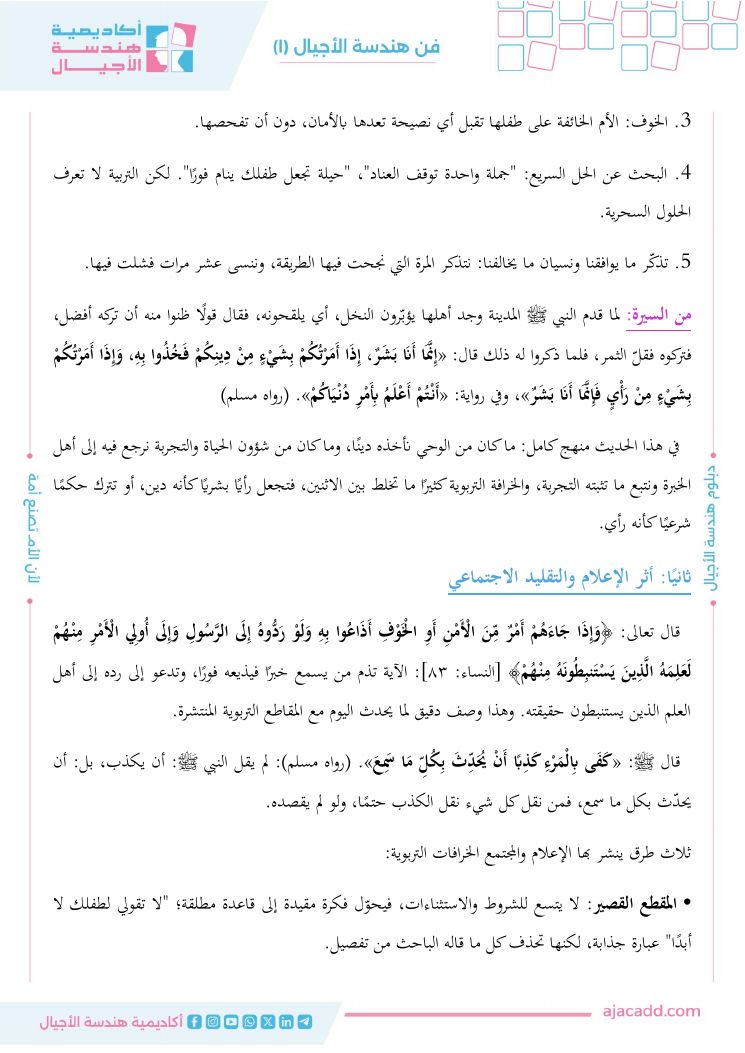 أكاديمية
هندسة
الأجيال
فن هندسة الأجيال (١)
3. الخوف: الأم الخائفة على طفلها تقبل أي نصيحة تعدها بالأمان، دون أن تفحصها.
4. البحث عن الحل السريع: "جملة واحدة توقف العناد"، "حيلة تجعل طفلك ينام فورًا". لكن التربية لا تعرف
الحلول السحرية.
5. تذكّر ما يوافقنا ونسيان ما يخالفنا: نتذكر المرة التي نجحت فيها الطريقة، وننسى عشر مرات فشلت فيها.
من السيرة: لما قدم النبي ﷺ المدينة وجد أهلها يؤبّرون النخل، أي يلقحونه، فقال قولًا ظنوا منه أن تركه أفضل،
فتركوه فقلّ الثمر، فلما ذكروا له ذلك قال: «إِنَّمَا أَنَا بَشَرٌ، إِذَا أَمَرْتُكُمْ بِشَيْءٍ مِنْ دِينِكُمْ فَخُذُوا بِهِ، وَإِذَا أَمَرْتُكُمْ
بِشَيْءٍ مِنْ رَأْيٍ فَإِنَّمَا أَنَا بَشَرٌ»، وفي رواية: «أَنْتُمْ أَعْلَمُ بِأَمْرِ دُنْيَاكُمْ». (رواه مسلم)
في هذا الحديث منهج كامل: ما كان من الوحي نأخذه دينًا، وما كان من شؤون الحياة والتجربة نرجع فيه إلى أهل
الخبرة ونتبع ما تثبته التجربة، والخرافة التربوية كثيرًا ما تخلط بين الاثنين، فتجعل رأيًا بشريًا كأنه دين، أو تترك حكمًا
شرعيًا كأنه رأي.
ثانيًا: أثر الإعلام والتقليد الاجتماعي
قال تعالى: ﴿وَإِذَا جَاءَهُمْ أَمْرٌ مِّنَ الْأَمْنِ أَوِ الْخَوْفِ أَذَاعُوا بِهِ وَلَوْ رَدُّوهُ إِلَى الرَّسُولِ وَإِلَى أُولِي الْأَمْرِ مِنْهُمْ
لَعَلِمَهُ الَّذِينَ يَسْتَنبِطُونَهُ مِنْهُمْ﴾ [النساء: ٨٣]: الآية تذم من يسمع خبرًا فيذيعه فورًا، وتدعو إلى رده إلى أهل
العلم الذين يستنبطون حقيقته. وهذا وصف دقيق لما يحدث اليوم مع المقاطع التربوية المنتشرة.
قال ﷺ: «كَفَى بِالْمَرْءِ كَذِبًا أَنْ يُحَدِّثَ بِكُلِّ مَا سَمِعَ». (رواه مسلم): لم يقل النبي ﷺ: أن يكذب، بل: أن
يحدّث بكل ما سمع، فمن نقل كل شيء نقل الكذب حتمًا، ولو لم يقصده.
ثلاث طرق ينشر بها الإعلام والمجتمع الخرافات التربوية:
• المقطع القصير: لا يتسع للشروط والاستثناءات، فيحوّل فكرة مقيدة إلى قاعدة مطلقة؛ "لا تقولي لطفلك لا
أبدًا" عبارة جذابة، لكنها تحذف كل ما قاله الباحث من تفصيل.
دبلوم هندسة الأجيال
لأن الأم تصنع أمة
ajacadd.com
أكاديمية هندسة الأجيال